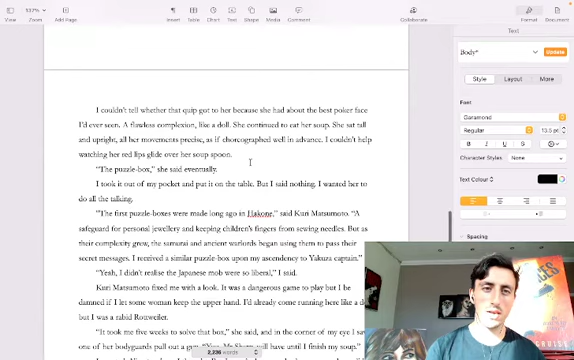 107%
View
Zoom
Add Page
Insert
Table
Chart
Text
Shape
Media
Comment
Collaborate
Format
Document
Text
Body*
Update
Style
Layout
More
Font
Garamond
Regular
13.5 pt
B I U S
Character Styles
None
Text Colour
Spacing
I couldn't tell whether that quip got to her because she had about the best poker face
I'd ever seen. A flawless complexion, like a doll. She continued to eat her soup. She sat tall
and upright, all her movements precise, as if choreographed well in advance. I couldn't help
watching her red lips glide over her soup spoon.
"The puzzle-box," she said eventually.
I took it out of my pocket and put it on the table. But I said nothing. I wanted her to
do all the talking.
"The first puzzle-boxes were made long ago in Hakone," said Kuri Matsumoto. "A
safeguard for personal jewellery and keeping children's fingers from sewing needles. But as
their complexity grew, the samurai and ancient warlords began using them to pass their
secret messages. I received a similar puzzle-box upon my ascendency to Yakuza captain."
"Yeah, I didn't realise the Japanese mob were so liberal," I said.
Kuri Matsumoto fixed me with a look. It was a dangerous game to play but I be
damned if I let some woman keep the upper hand. I'd already come running here like a
but I was a rabid Rottweiler.
"It took me five weeks to solve that box," she said, and in the corner of my eye I
one of her bodyguards pull out a will have until I finish my soup."
2,236 words